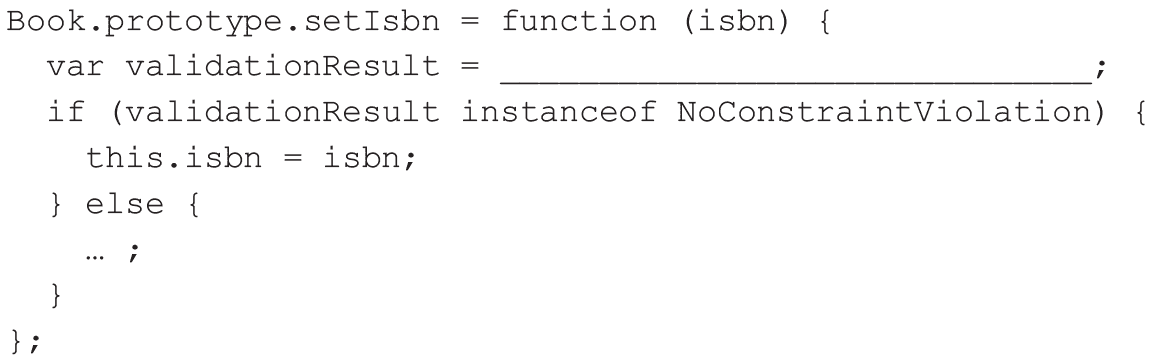 Book.prototype.setIsbn = function (isbn) {
  var validationResult = ______________________________;
  if (validationResult instanceof NoConstraintViolation) {
    this.isbn = isbn;
  } else {
    … ;
  }
};